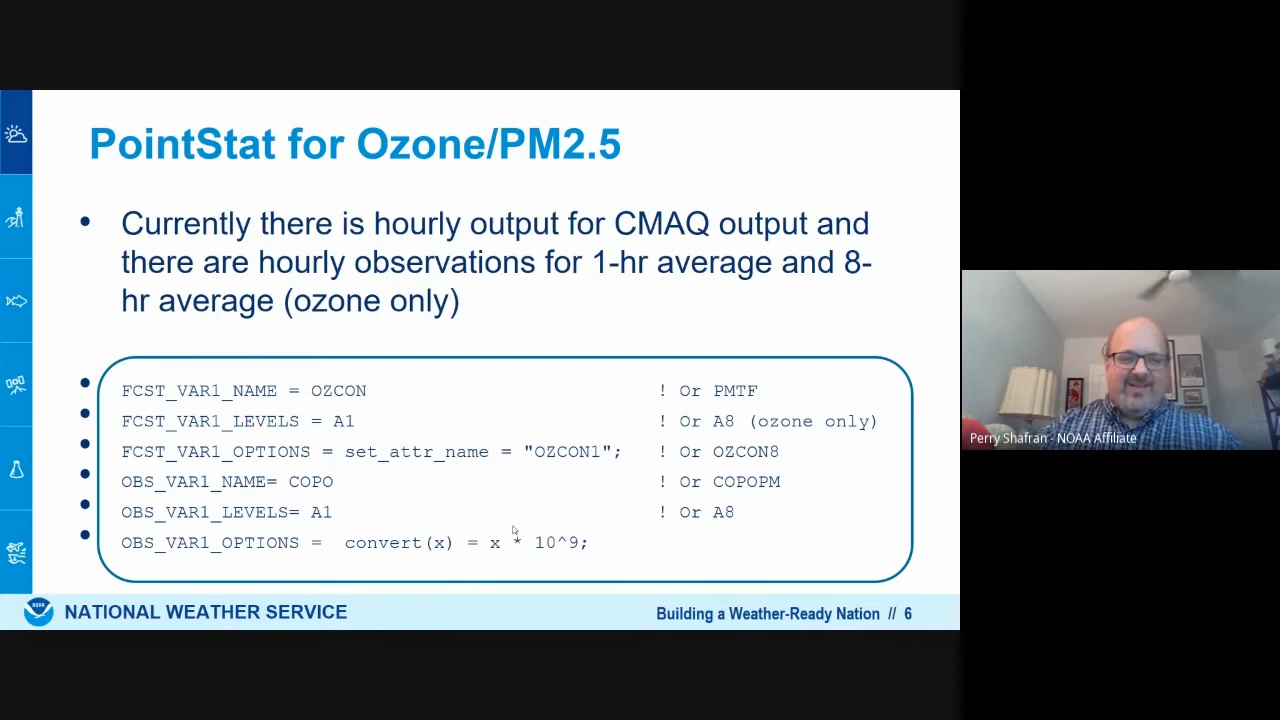 PointStat for Ozone/PM2.5
• Currently there is hourly output for CMAQ output and
there are hourly observations for 1-hr average and 8-
hr average (ozone only)
• FCST_VAR1_NAME = OZCON ! Or PMTF
• FCST_VAR1_LEVELS = A1 ! Or A8 (ozone only)
• FCST_VAR1_OPTIONS = set_attr_name = "OZCON1"; ! Or OZCON8
• OBS_VAR1_NAME= COPO ! Or COPOPM
• OBS_VAR1_LEVELS= A1 ! Or A8
• OBS_VAR1_OPTIONS = convert(x) = x * 10^9;
NATIONAL WEATHER SERVICE
Building a Weather-Ready Nation // 6
Perry Shafran - NOAA Affiliate